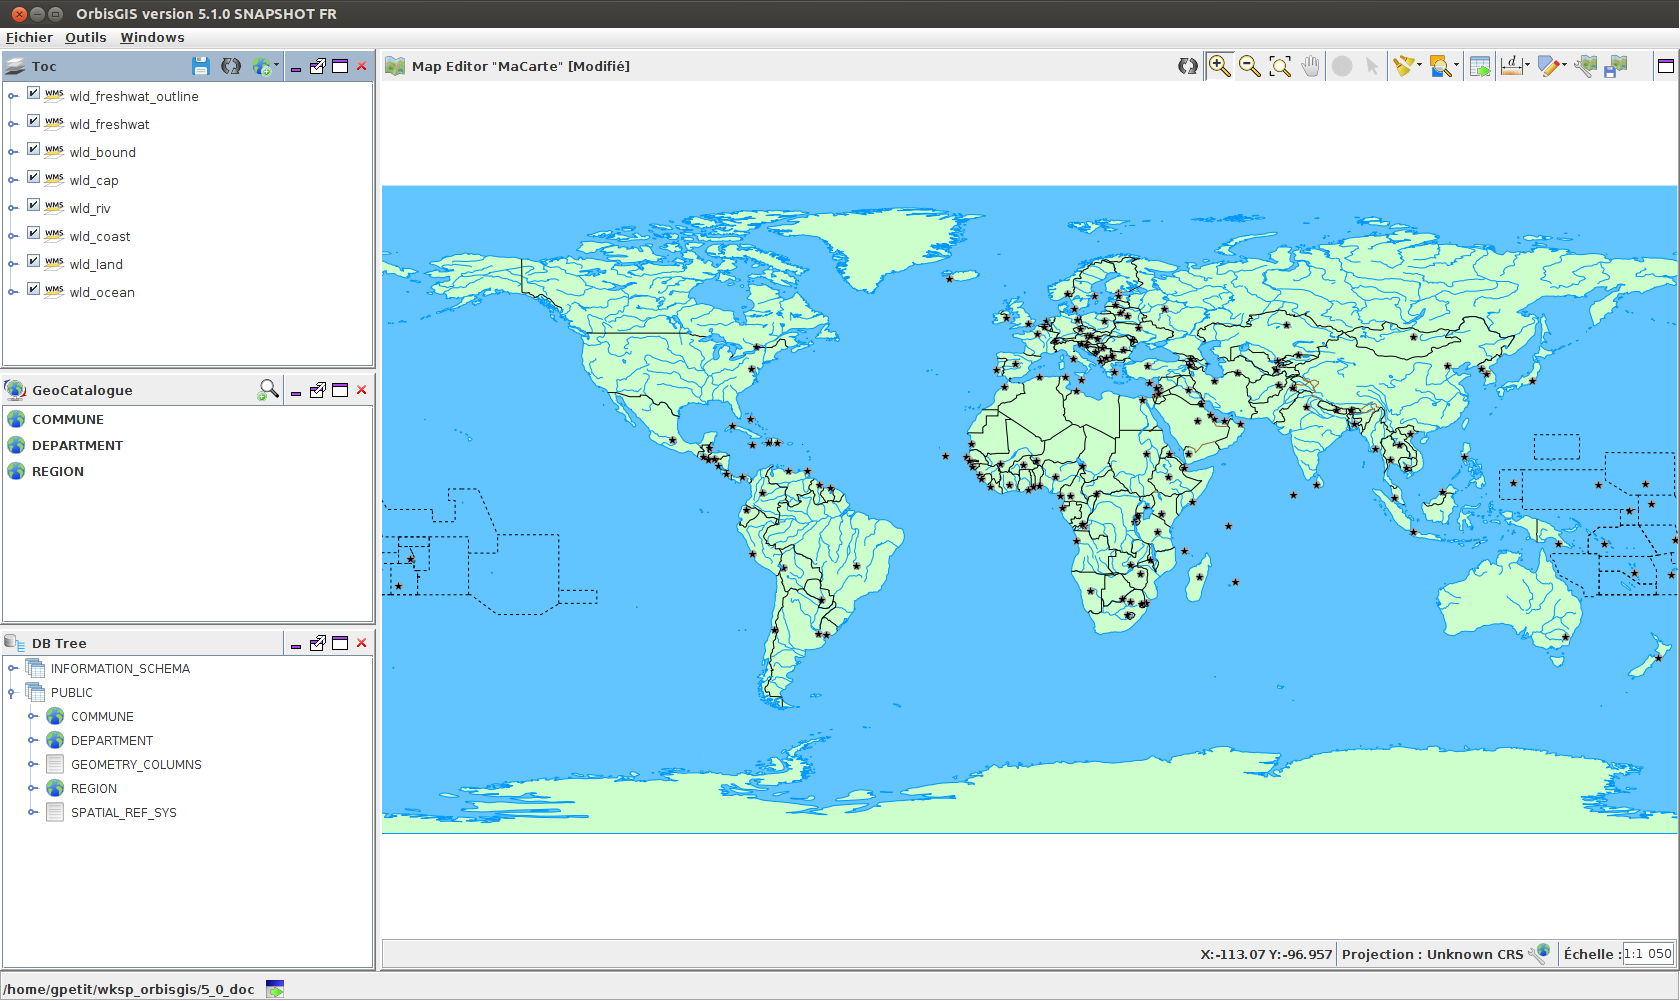 OrbisGIS version 5.1.0 SNAPSHOT FR
Fichier Outils Windows
Toc
WMS wld_freshwat_outline
WMS wld_freshwat
WMS wld_bound
WMS wld_cap
WMS wld_riv
WMS wld_coast
WMS wld_land
WMS wld_ocean
GeoCatalogue
COMMUNE
DEPARTMENT
REGION
DB Tree
INFORMATION_SCHEMA
PUBLIC
COMMUNE
DEPARTMENT
GEOMETRY_COLUMNS
REGION
SPATIAL_REF_SYS
Map Editor "MaCarte" [Modifié]
d
X:-113.07 Y:-96.957 Projection : Unknown CRS Échelle : 1:1 050
/home/gpetit/wksp_orbisgis/5_0_doc